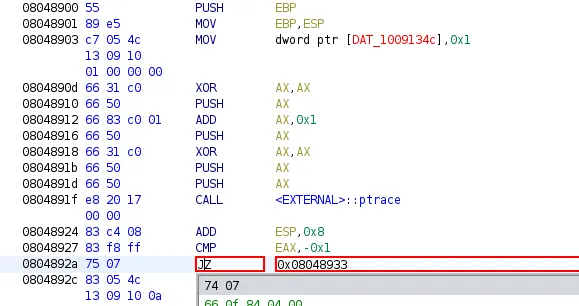 08048900 55 PUSH EBP
08048901 89 e5 MOV EBP,ESP
08048903 c7 05 4c MOV dword ptr [DAT_1009134c],0x1
13 09 10
01 00 00 00
0804890d 66 31 c0 XOR AX,AX
08048910 66 50 PUSH AX
08048912 66 83 c0 01 ADD AX,0x1
08048916 66 50 PUSH AX
08048918 66 31 c0 XOR AX,AX
0804891b 66 50 PUSH AX
0804891d 66 50 PUSH AX
0804891f e8 20 17 CALL <EXTERNAL>::ptrace
00 00
08048924 83 c4 08 ADD ESP,0x8
08048927 83 f8 ff CMP EAX,-0x1
0804892a 75 07 JZ 0x08048933
0804892c 83 05 4c
74 07
13 09 10 0a
66 0f 84 04 00